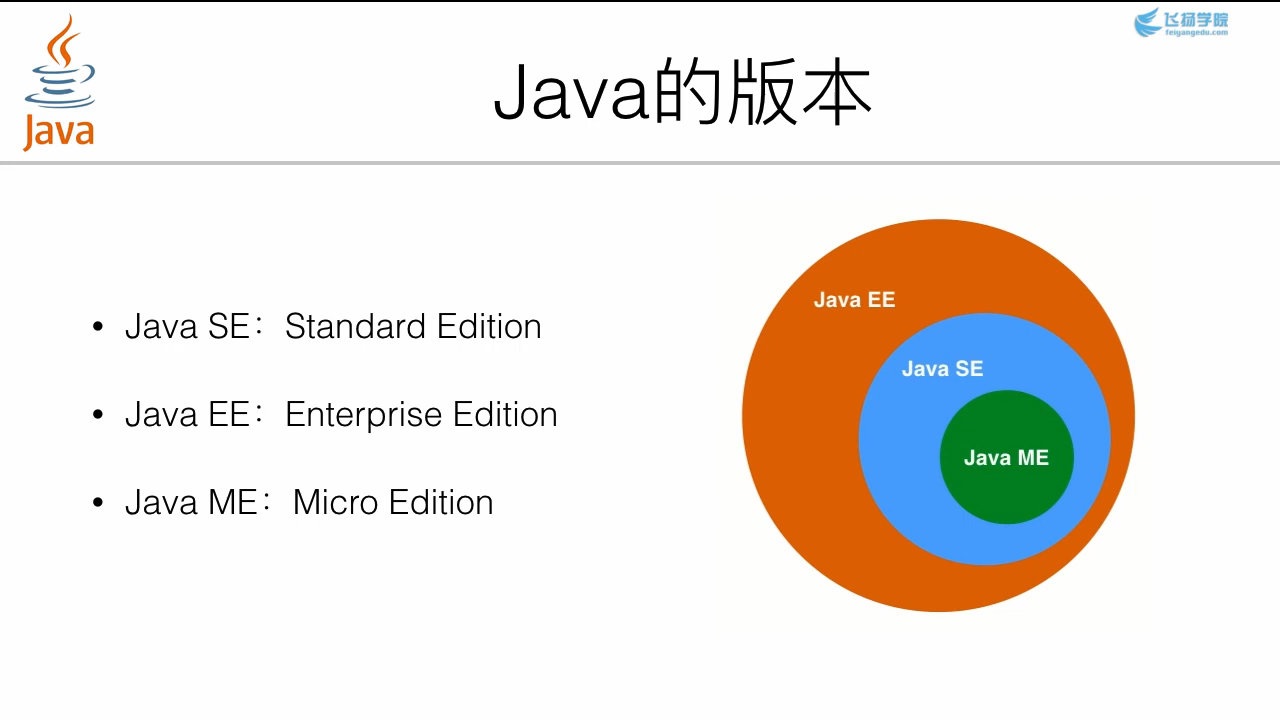 飞扬学院
feiyangedu.com
Java
Java的版本
• Java SE：Standard Edition
• Java EE：Enterprise Edition
• Java ME：Micro Edition
Java EE
Java SE
Java ME